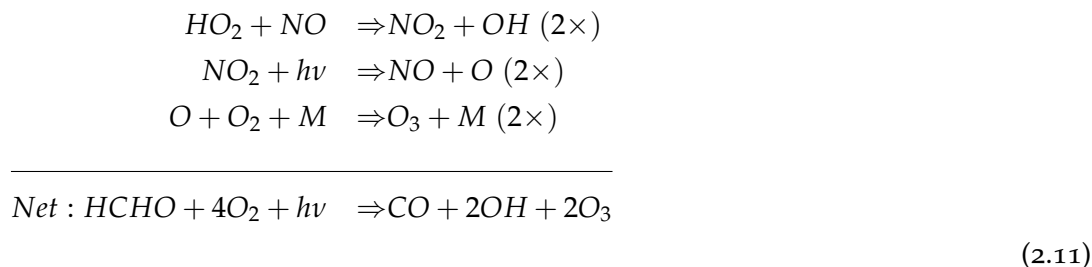 HO₂ + NO ⇒NO₂ + OH (2×)
NO₂ + hν ⇒NO + O (2×)
O + O₂ + M ⇒O₃ + M (2×)
Net : HCHO + 4O₂ + hν ⇒CO + 2OH + 2O₃
(2.11)